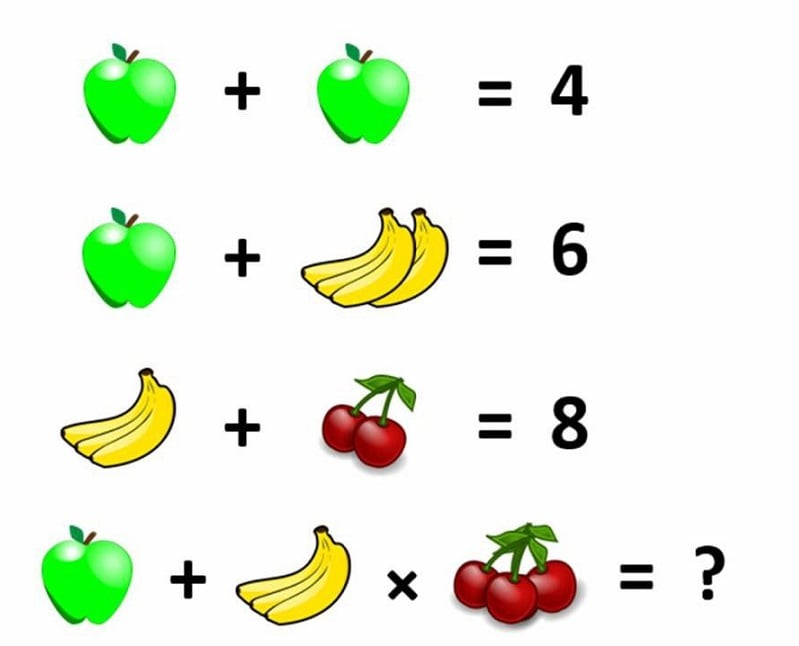 + = 4
+ = 6
+ = 8
+ × = ?